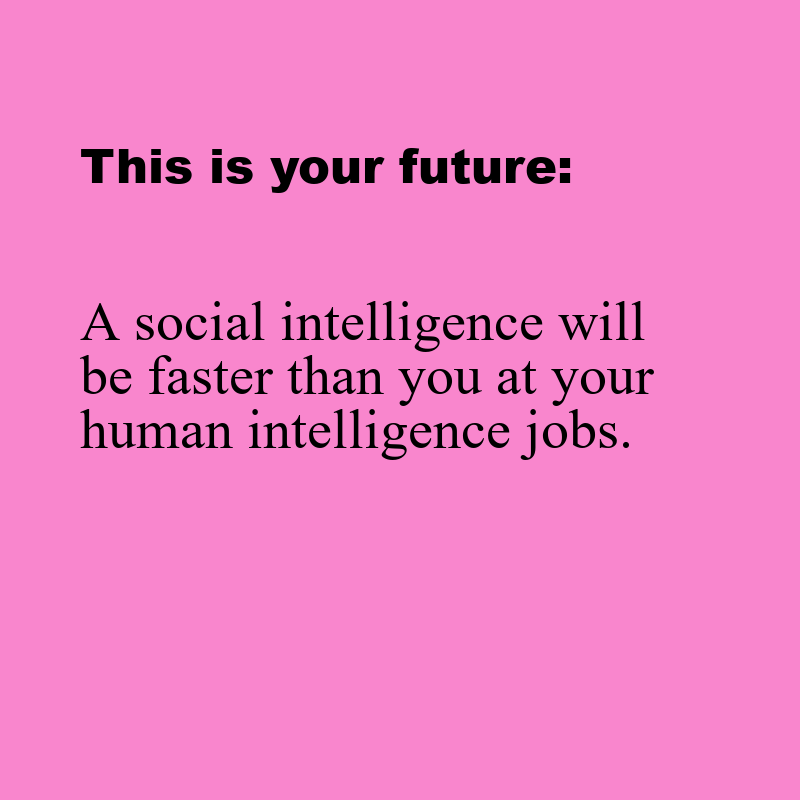 This is your future:
A social intelligence will
be faster than you at your
human intelligence jobs.